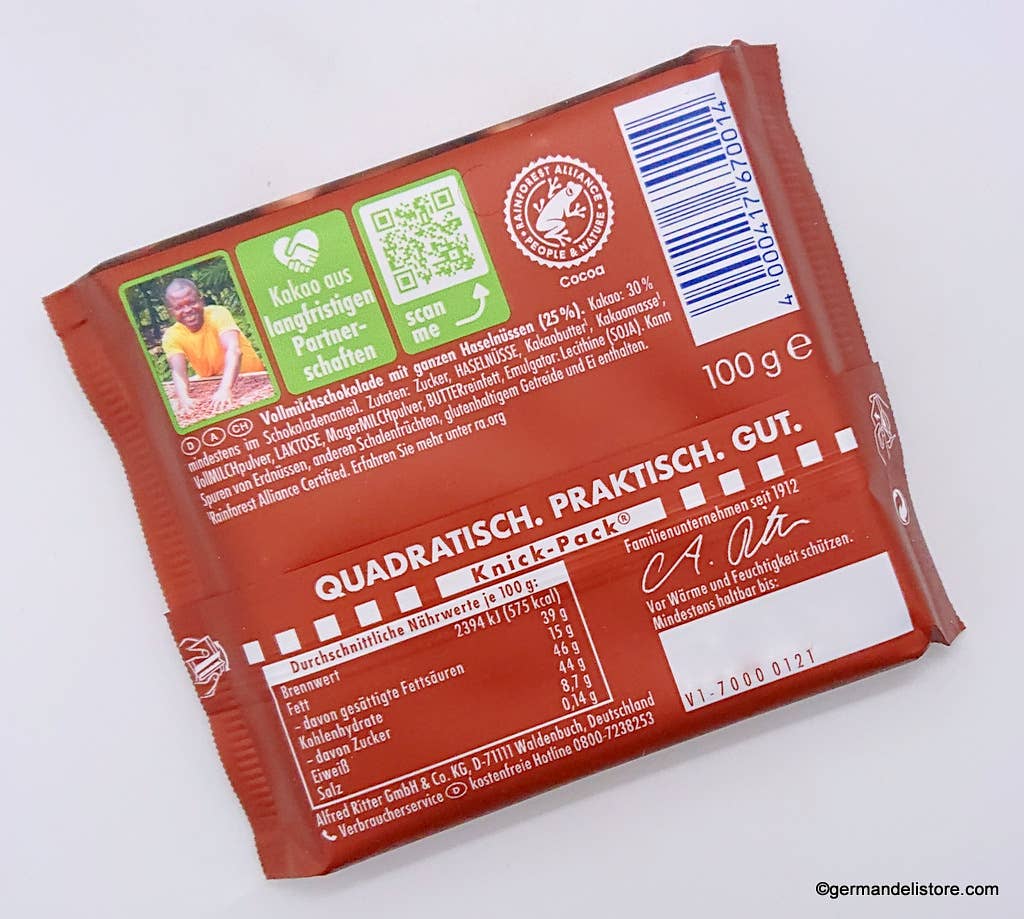 Kakao aus
langfristigen
Partner-
schaften
scan
me
RAINFOREST ALLIANCE
PEOPLE & NATURE
Cocoa
4 000417 670014
D A CH Vollmilchschokolade mit ganzen Haselnüssen (25%). Kakao: 30%
mindestens im Schokoladenanteil. Zutaten: Zucker, HASELNÜSSE, Kakaobutter¹, Kakaomasse¹,
VollMILCHpulver, LAKTOSE, MagerMILCHpulver, BUTTERreinfett, Emulgator: Lecithine (SOJA). Kann
Spuren von Erdnüssen, anderen Schalenfrüchten, glutenhaltigem Getreide und Ei enthalten.
¹Rainforest Alliance Certified. Erfahren Sie mehr unter ra.org
100 g e
QUADRATISCH. PRAKTISCH. GUT.
Knick-Pack®
Durchschnittliche Nährwerte je 100 g:
Brennwert 2394 kJ (575 kcal)
Fett 39 g
- davon gesättigte Fettsäuren 15 g
Kohlenhydrate 46 g
- davon Zucker 44 g
Eiweiß 8,7 g
Salz 0,14 g
Alfred Ritter GmbH & Co. KG, D-71111 Waldenbuch, Deutschland
Verbraucherservice D kostenfreie Hotline 0800-7238253
Familienunternehmen seit 1912
Vor Wärme und Feuchtigkeit schützen.
Mindestens haltbar bis:
V1-7000 0121
©germandelistore.com